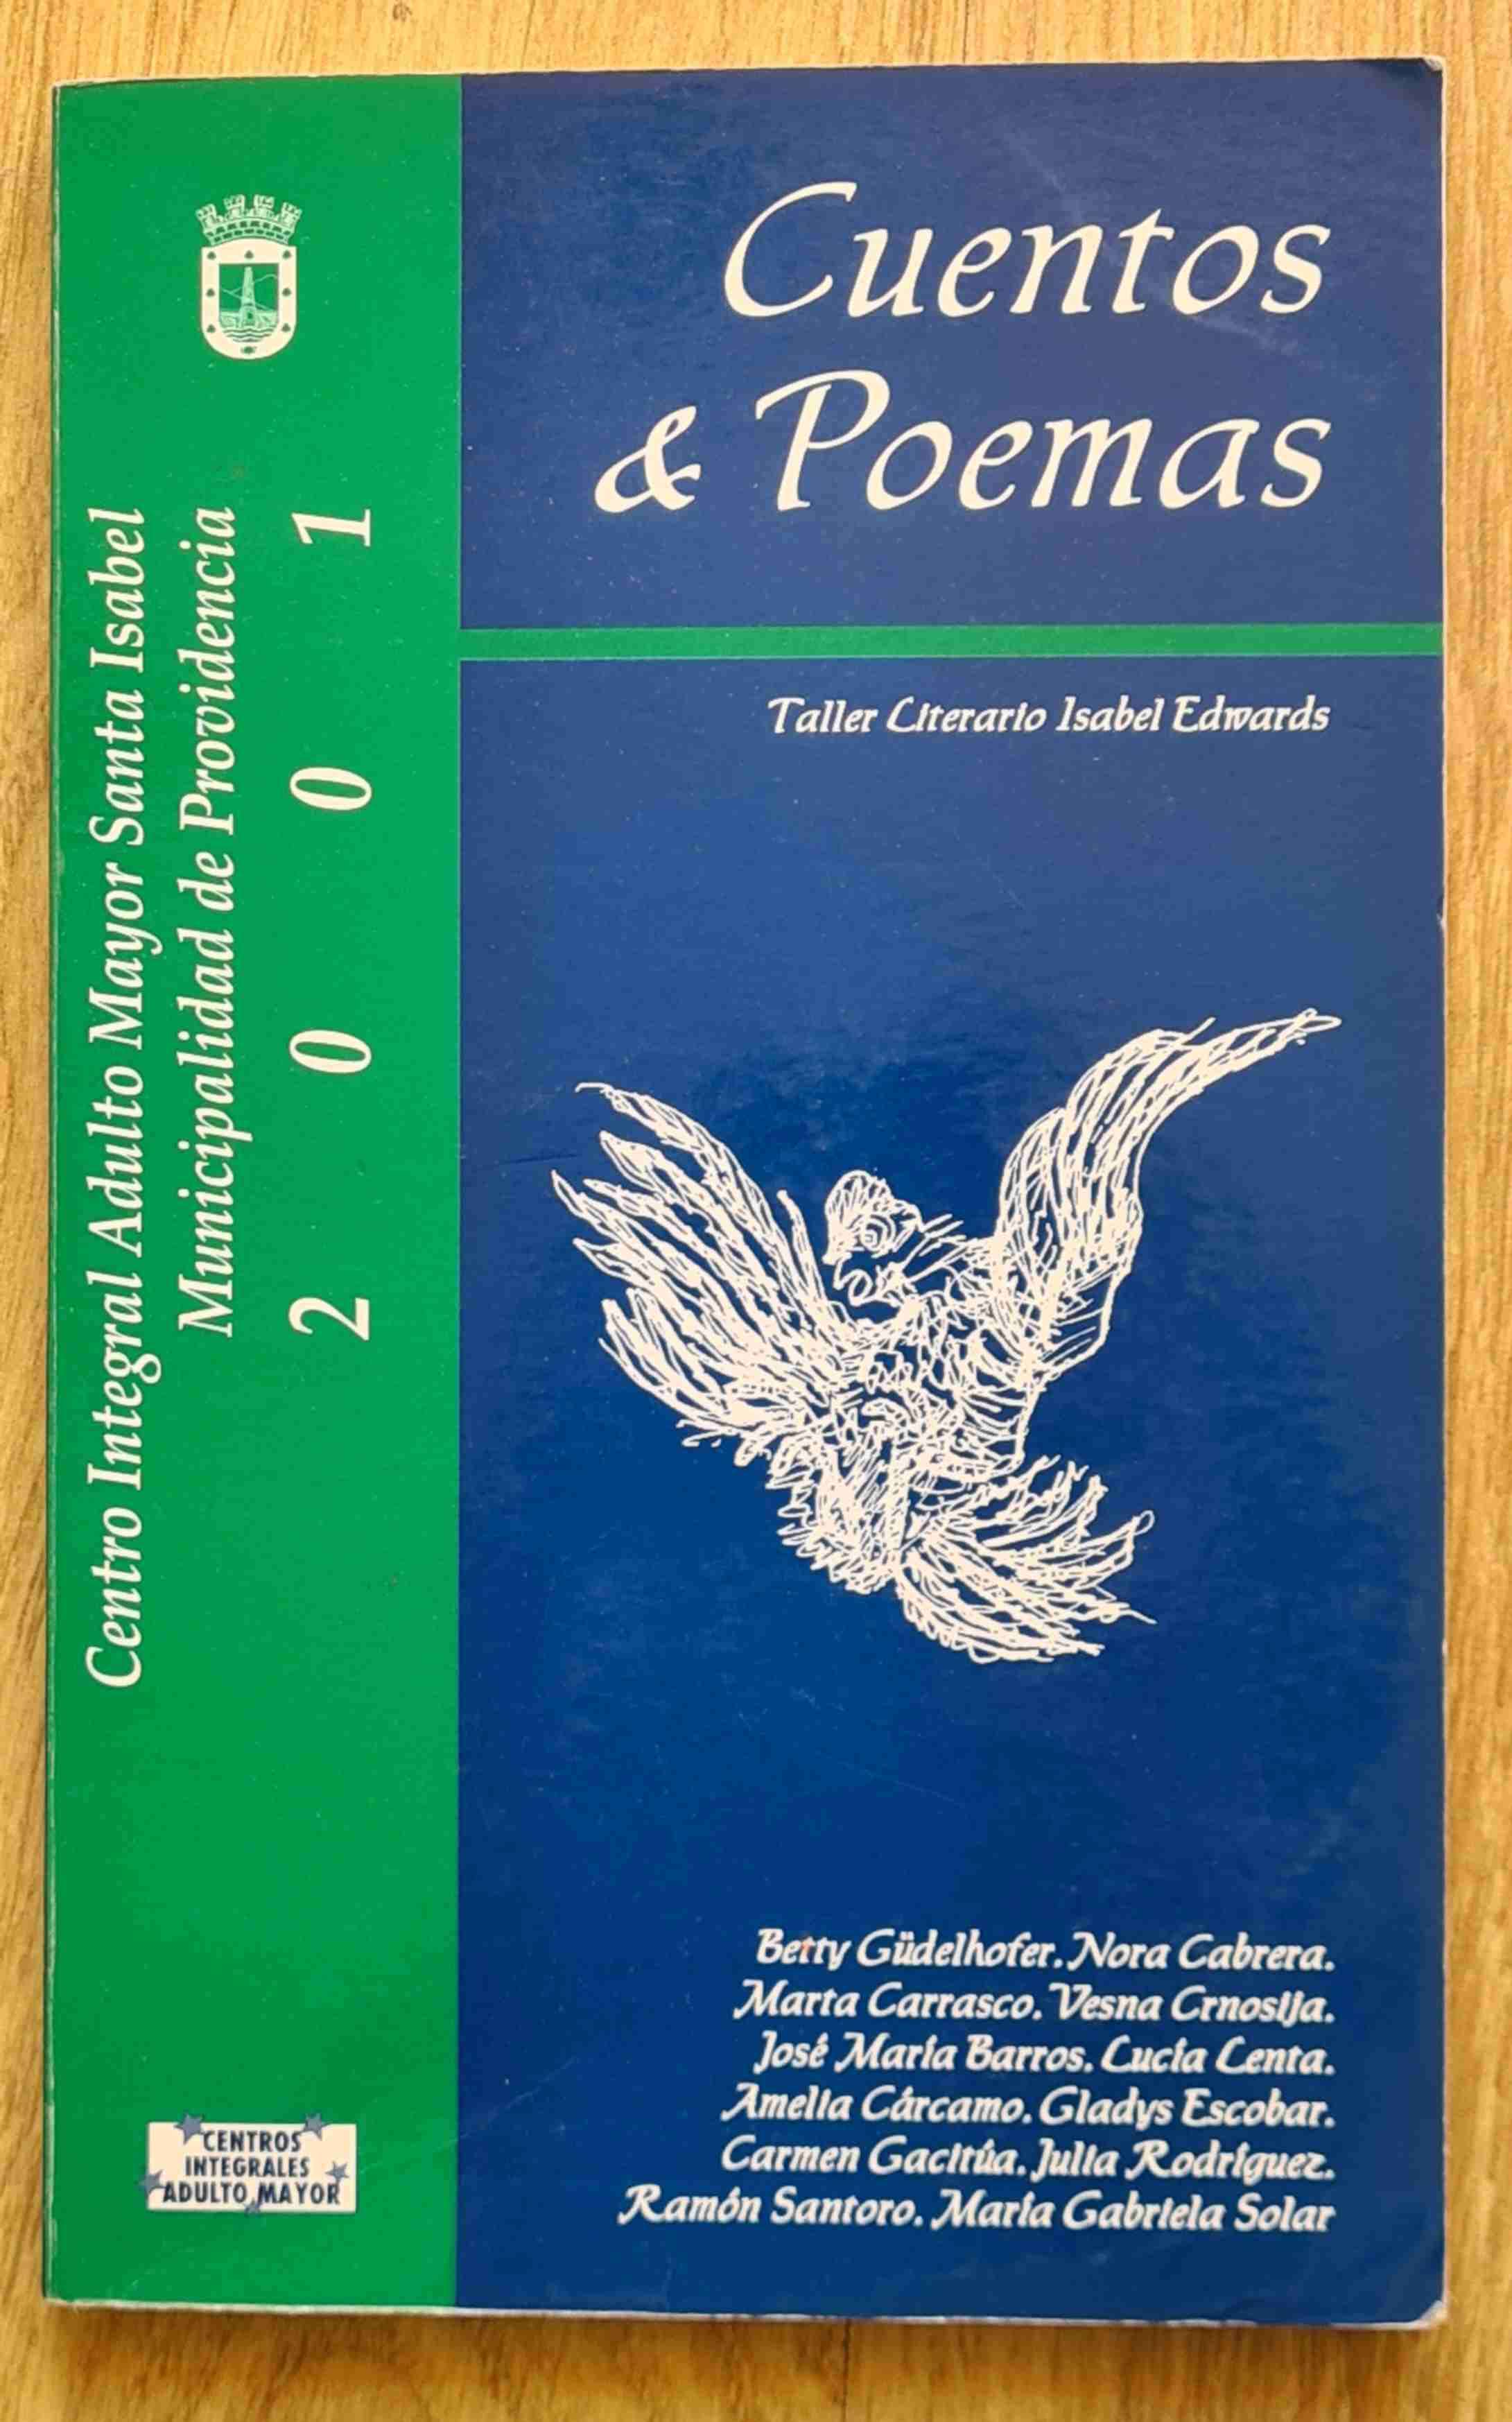 Cuentos
& Poemas
Taller Literario Isabel Edwards
Centro Integral Adulto Mayor Santa Isabel
Municipalidad de Providencia
2 0 0 1
Betty Güdelhofer. Nora Cabrera.
Marta Carrasco. Vesna Crnosija.
José María Barros. Lucía Lenta.
Amelia Cárcamo. Gladys Escobar.
Carmen Gacitúa. Julia Rodríguez.
Ramón Santoro. María Gabriela Solar
CENTROS
INTEGRALES
ADULTO MAYOR